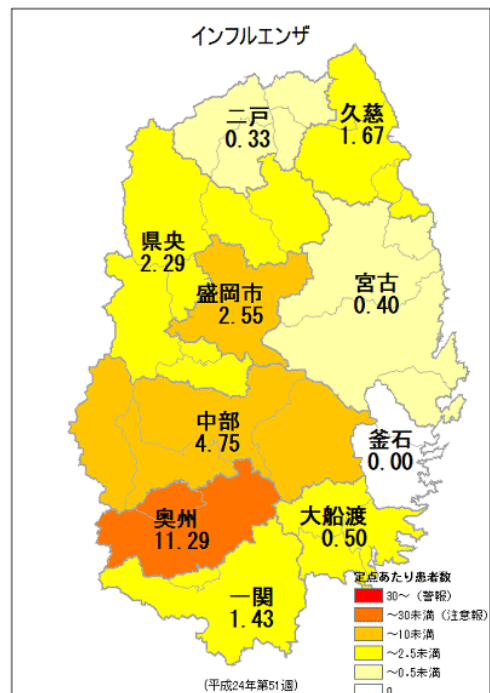 インフルエンザ
二戸
0.33
久慈
1.67
県央
2.29
盛岡市
2.55
宮古
0.40
中部
4.75
釜石
0.00
奥州
11.29
大船渡
0.50
一関
1.43
定点あたり患者数
30～（警報）
～30未満（注意報）
～10未満
～2.5未満
～0.5未満
0
(平成24年第51週)